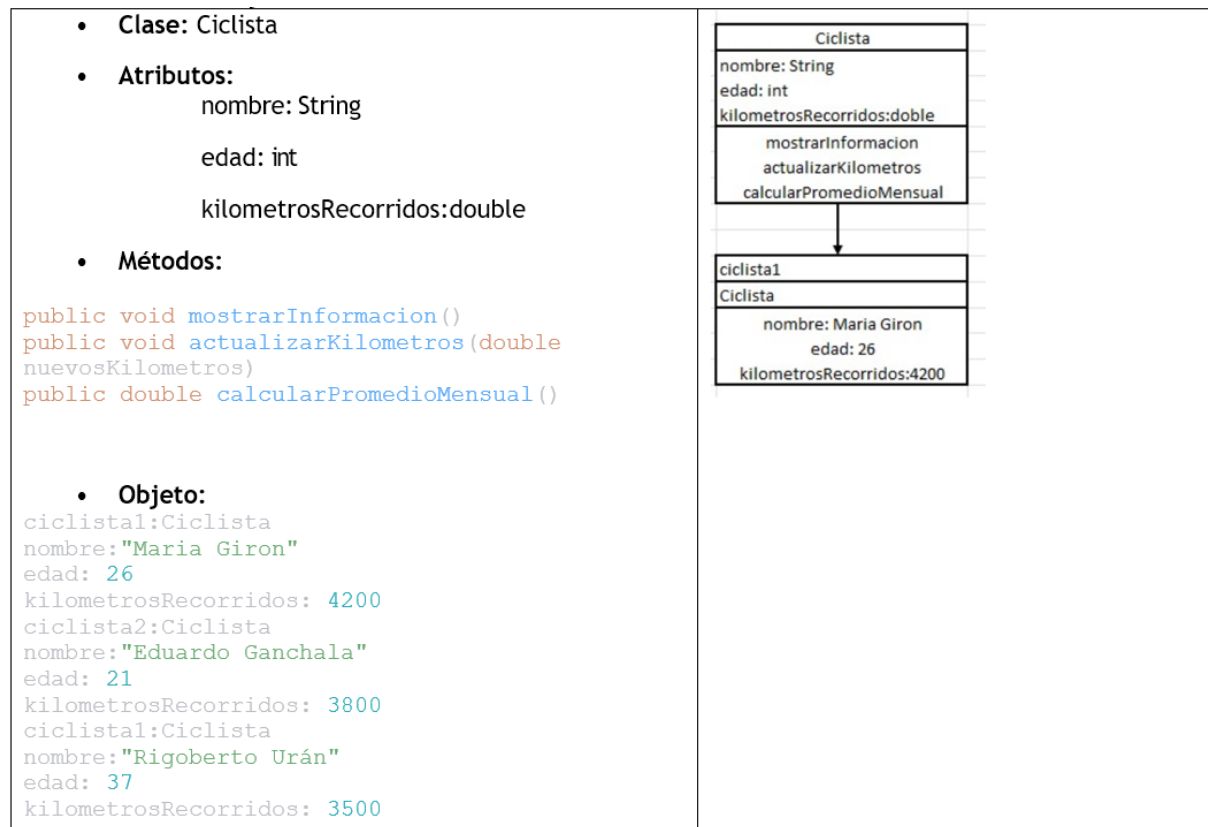 • Clase: Ciclista
• Atributos:
nombre: String
edad: int
kilometrosRecorridos:double
• Métodos:
public void mostrarInformacion()
public void actualizarKilometros(double
nuevosKilometros)
public double calcularPromedioMensual()
• Objeto:
ciclista1:Ciclista
nombre:"Maria Giron"
edad: 26
kilometrosRecorridos: 4200
ciclista2:Ciclista
nombre:"Eduardo Ganchala"
edad: 21
kilometrosRecorridos: 3800
ciclista1:Ciclista
nombre:"Rigoberto Urán"
edad: 37
kilometrosRecorridos: 3500
Ciclista
nombre: String
edad: int
kilometrosRecorridos:doble
mostrarInformacion
actualizarKilometros
calcularPromedioMensual
ciclista1
Ciclista
nombre: Maria Giron
edad: 26
kilometrosRecorridos:4200